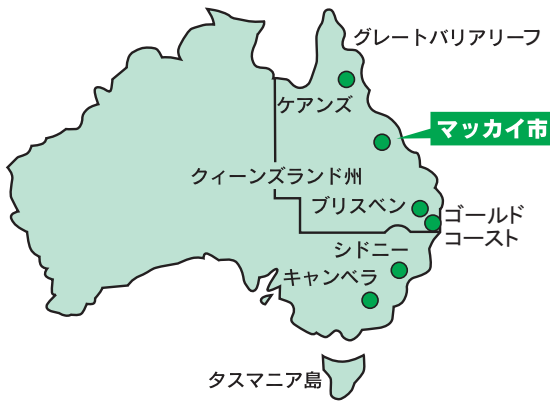 グレートバリアリーフ
ケアンズ
マッカイ市
クィーンズランド州
ブリスベン
ゴールド
コースト
シドニー
キャンベラ
タスマニア島